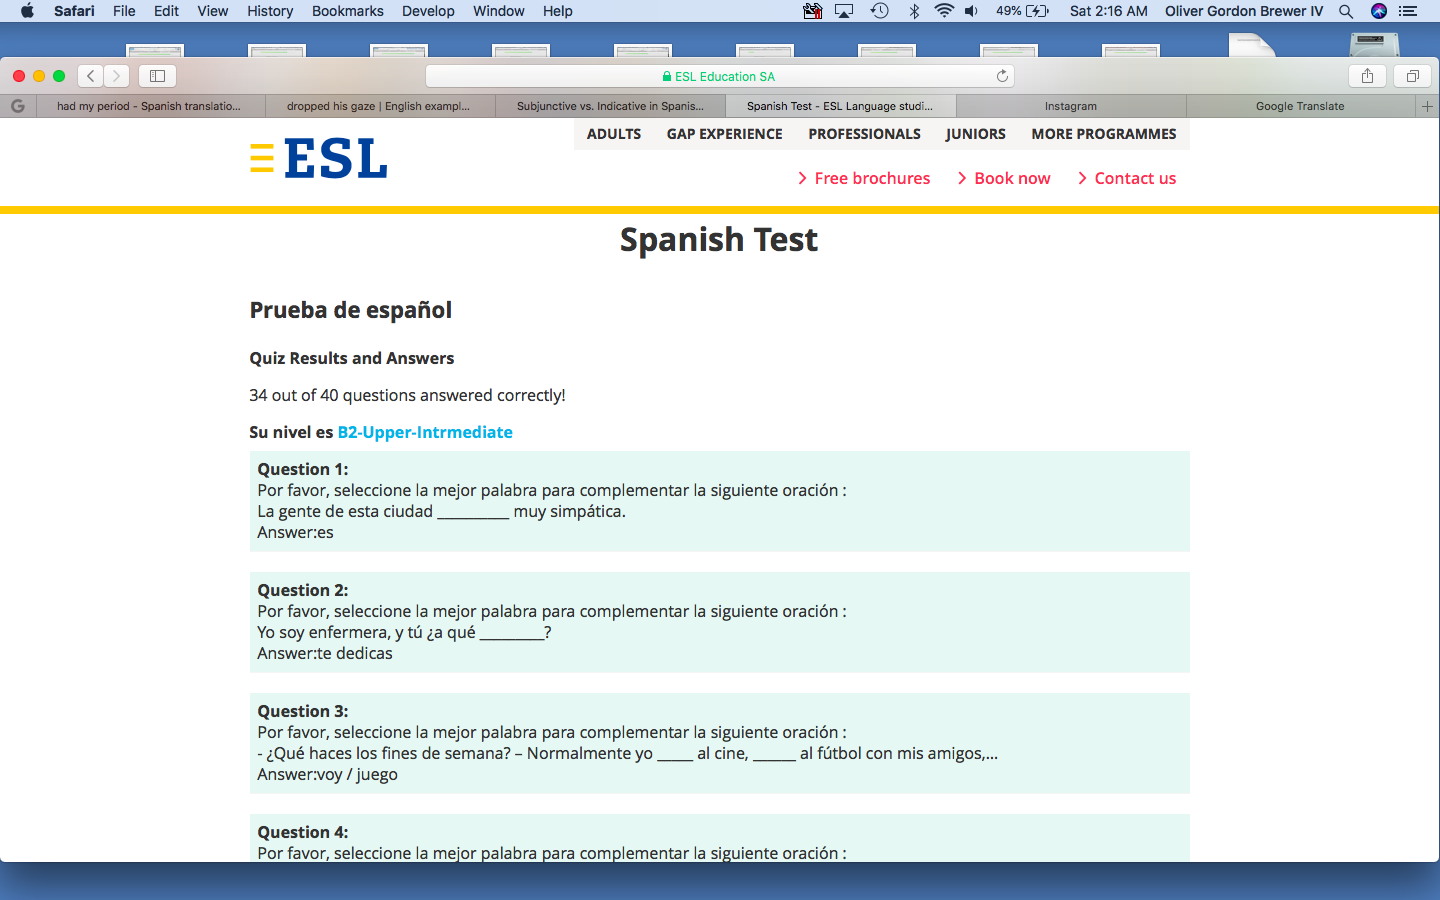 Safari File Edit View History Bookmarks Develop Window Help 49% Sat 2:16 AM Oliver Gordon Brewer IV
ESL Education SA
G had my period - Spanish translatio... dropped his gaze | English exampl... Subjunctive vs. Indicative in Spanis... Spanish Test - ESL Language studi... Instagram Google Translate +
ESL
ADULTS GAP EXPERIENCE PROFESSIONALS JUNIORS MORE PROGRAMMES
Free brochures Book now Contact us
Spanish Test
Prueba de español
Quiz Results and Answers
34 out of 40 questions answered correctly!
Su nivel es B2-Upper-Intrmediate
Question 1:
Por favor, seleccione la mejor palabra para complementar la siguiente oración :
La gente de esta ciudad __________ muy simpática.
Answer:es
Question 2:
Por favor, seleccione la mejor palabra para complementar la siguiente oración :
Yo soy enfermera, y tú ¿a qué _________?
Answer:te dedicas
Question 3:
Por favor, seleccione la mejor palabra para complementar la siguiente oración :
- ¿Qué haces los fines de semana? – Normalmente yo _____ al cine, ______ al fútbol con mis amigos,...
Answer:voy / juego
Question 4:
Por favor, seleccione la mejor palabra para complementar la siguiente oración :